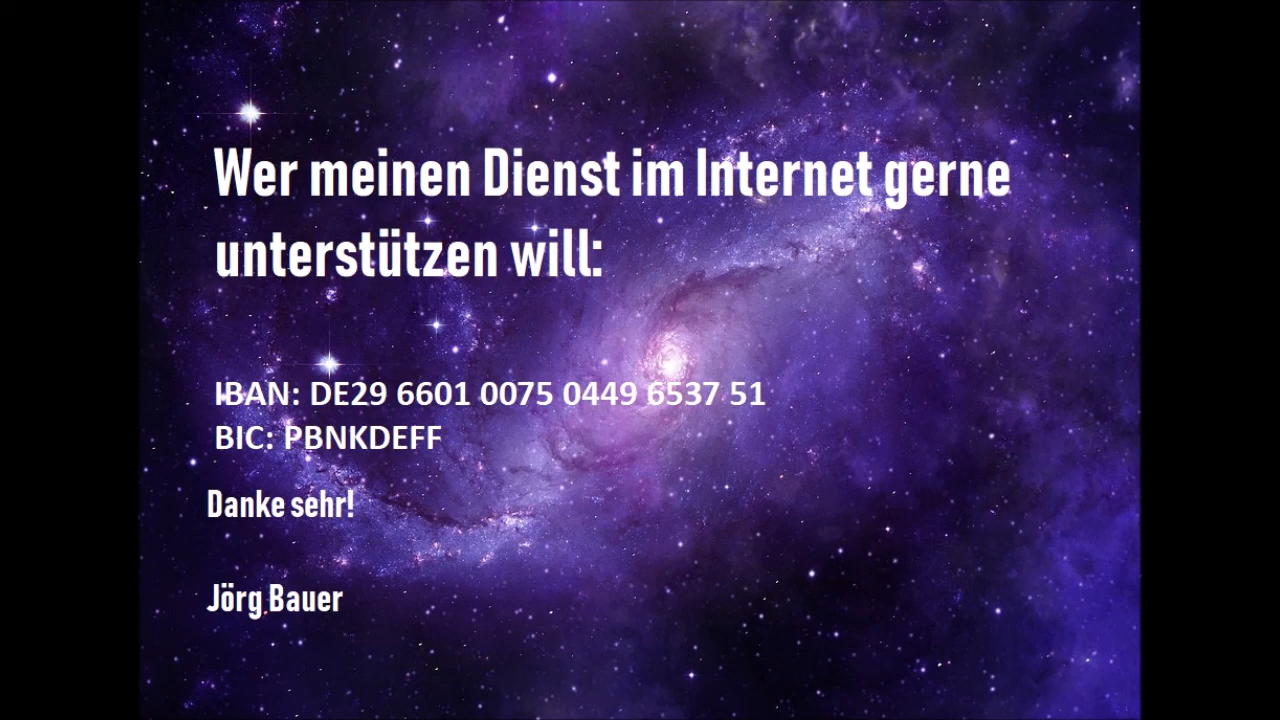 Wer meinen Dienst im Internet gerne
unterstützen will:
IBAN: DE29 6601 0075 0449 6537 51
BIC: PBNKDEFF
Danke sehr!
Jörg Bauer